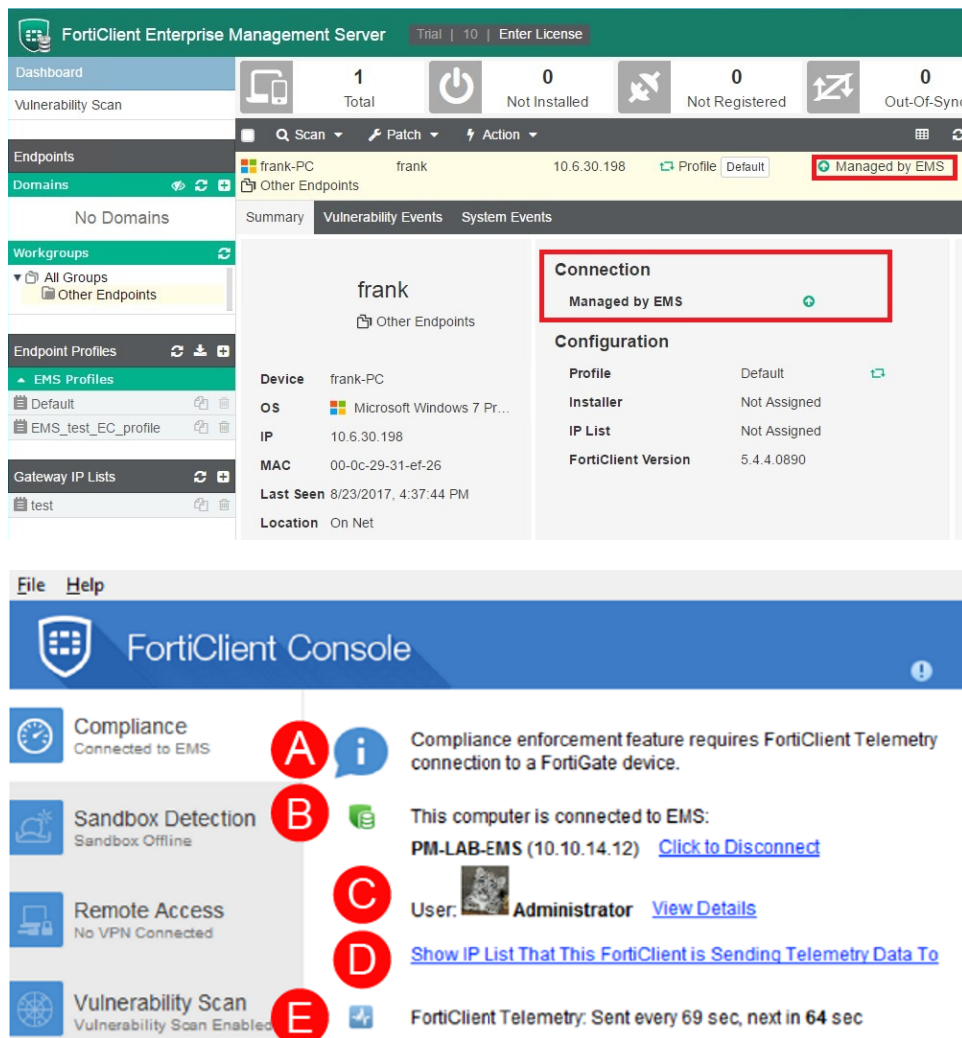 FortiClient Enterprise Management Server Trial | 10 | Enter License
Dashboard
Vulnerability Scan
1
Total
0
Not Installed
0
Not Registered
0
Out-Of-Sync
Scan Patch Action
Endpoints
frank-PC frank 10.6.30.198 Profile Default Managed by EMS
Other Endpoints
Domains
No Domains
Summary Vulnerability Events System Events
Workgroups
All Groups
Other Endpoints
frank
Other Endpoints
Connection
Managed by EMS
Configuration
Profile Default
Installer Not Assigned
IP List Not Assigned
FortiClient Version 5.4.4.0890
Endpoint Profiles
EMS Profiles
Default
EMS_test_EC_profile
Gateway IP Lists
test
Device frank-PC
OS Microsoft Windows 7 Pr...
IP 10.6.30.198
MAC 00-0c-29-31-ef-26
Last Seen 8/23/2017, 4:37:44 PM
Location On Net
File Help
FortiClient Console
Compliance
Connected to EMS
Sandbox Detection
Sandbox Offline
Remote Access
No VPN Connected
Vulnerability Scan
Vulnerability Scan Enabled
A
Compliance enforcement feature requires FortiClient Telemetry
connection to a FortiGate device.
B
This computer is connected to EMS:
PM-LAB-EMS (10.10.14.12) Click to Disconnect
C
User: Administrator View Details
D
Show IP List That This FortiClient is Sending Telemetry Data To
E
FortiClient Telemetry: Sent every 69 sec, next in 64 sec